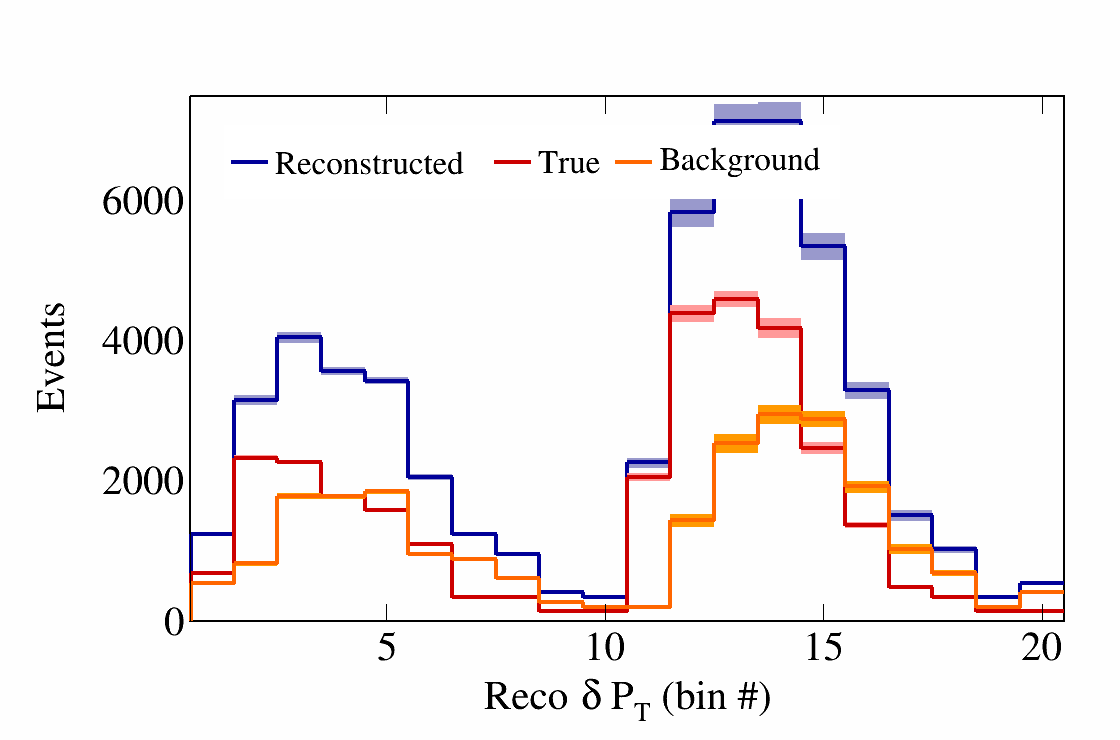 Reconstructed True Background
6000
4000
2000
0
Events
5 10 15 20
Reco δ P_T (bin #)